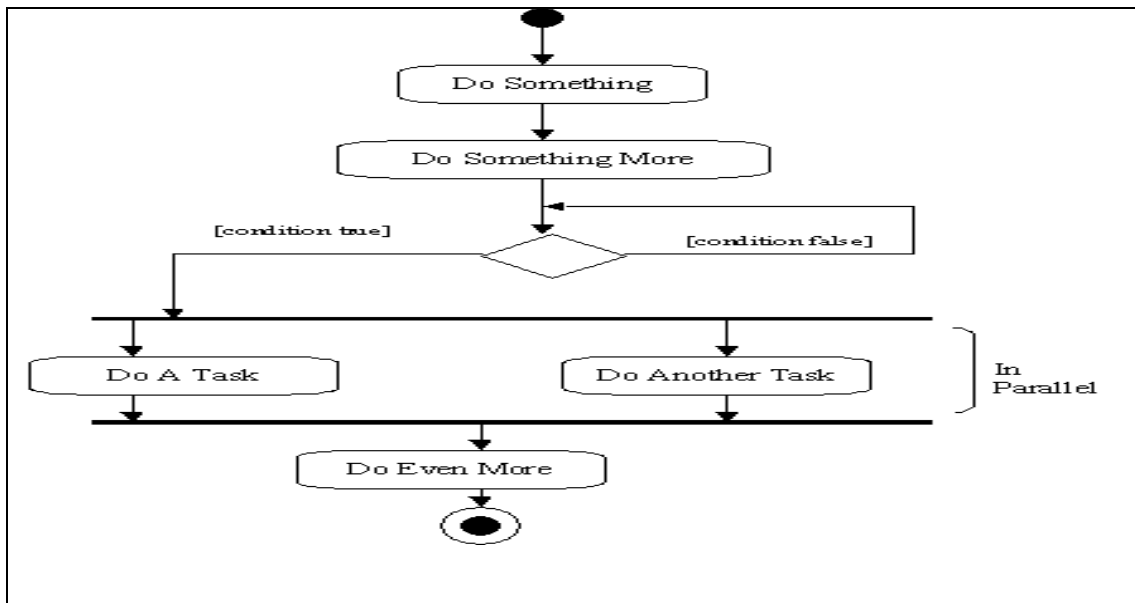 Do Something
Do Something More
[condition true]
[condition false]
Do A Task
Do Another Task
In
Parallel
Do Even More